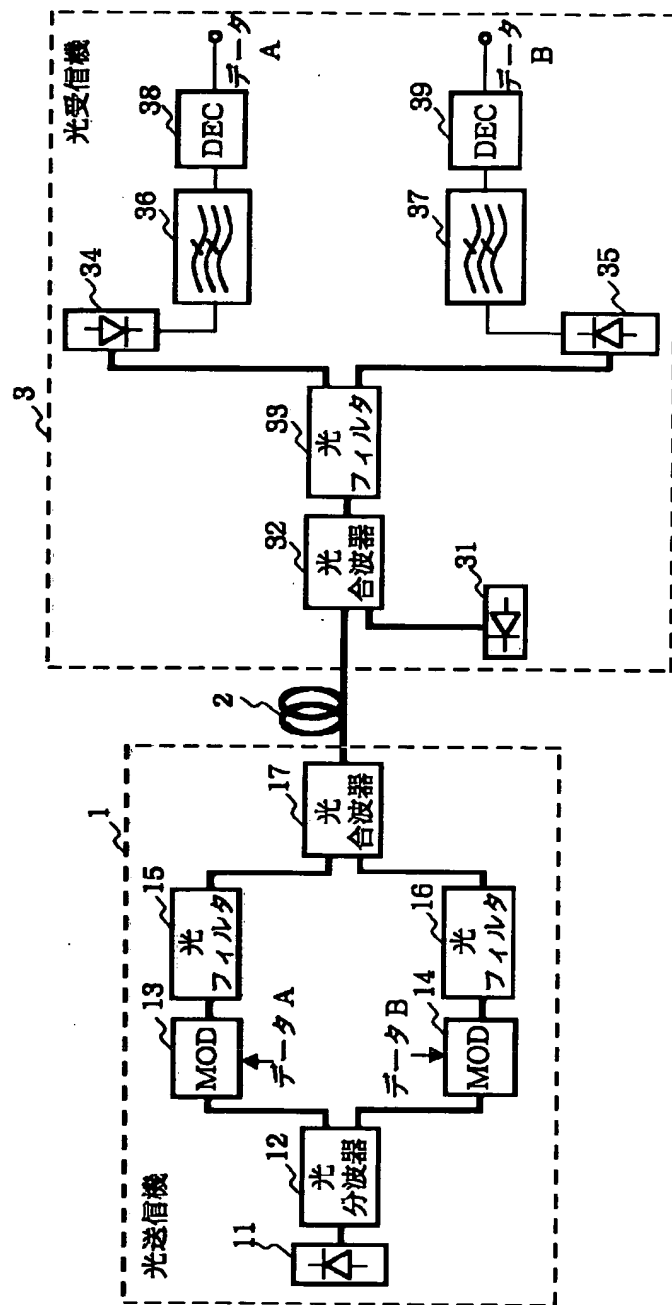 光送信機
1
11
12
光
分波器
13
MOD
データA
15
光
フィルタ
データB
14
MOD
16
光
フィルタ
17
光
合波器
2
3
光受信機
31
32
光
合波器
33
光
フィルタ
34
36
38
DEC
データ
A
35
37
39
DEC
データ
B